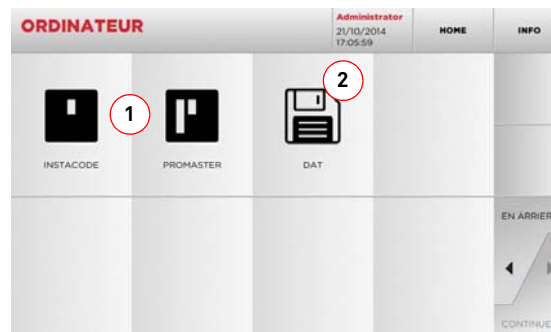 ORDINATEUR
Administrator
21/10/2014
17:05:59
HOME
INFO
1
2
INSTACODE
PROMASTER
DAT
EN ARRIER
CONTINUE